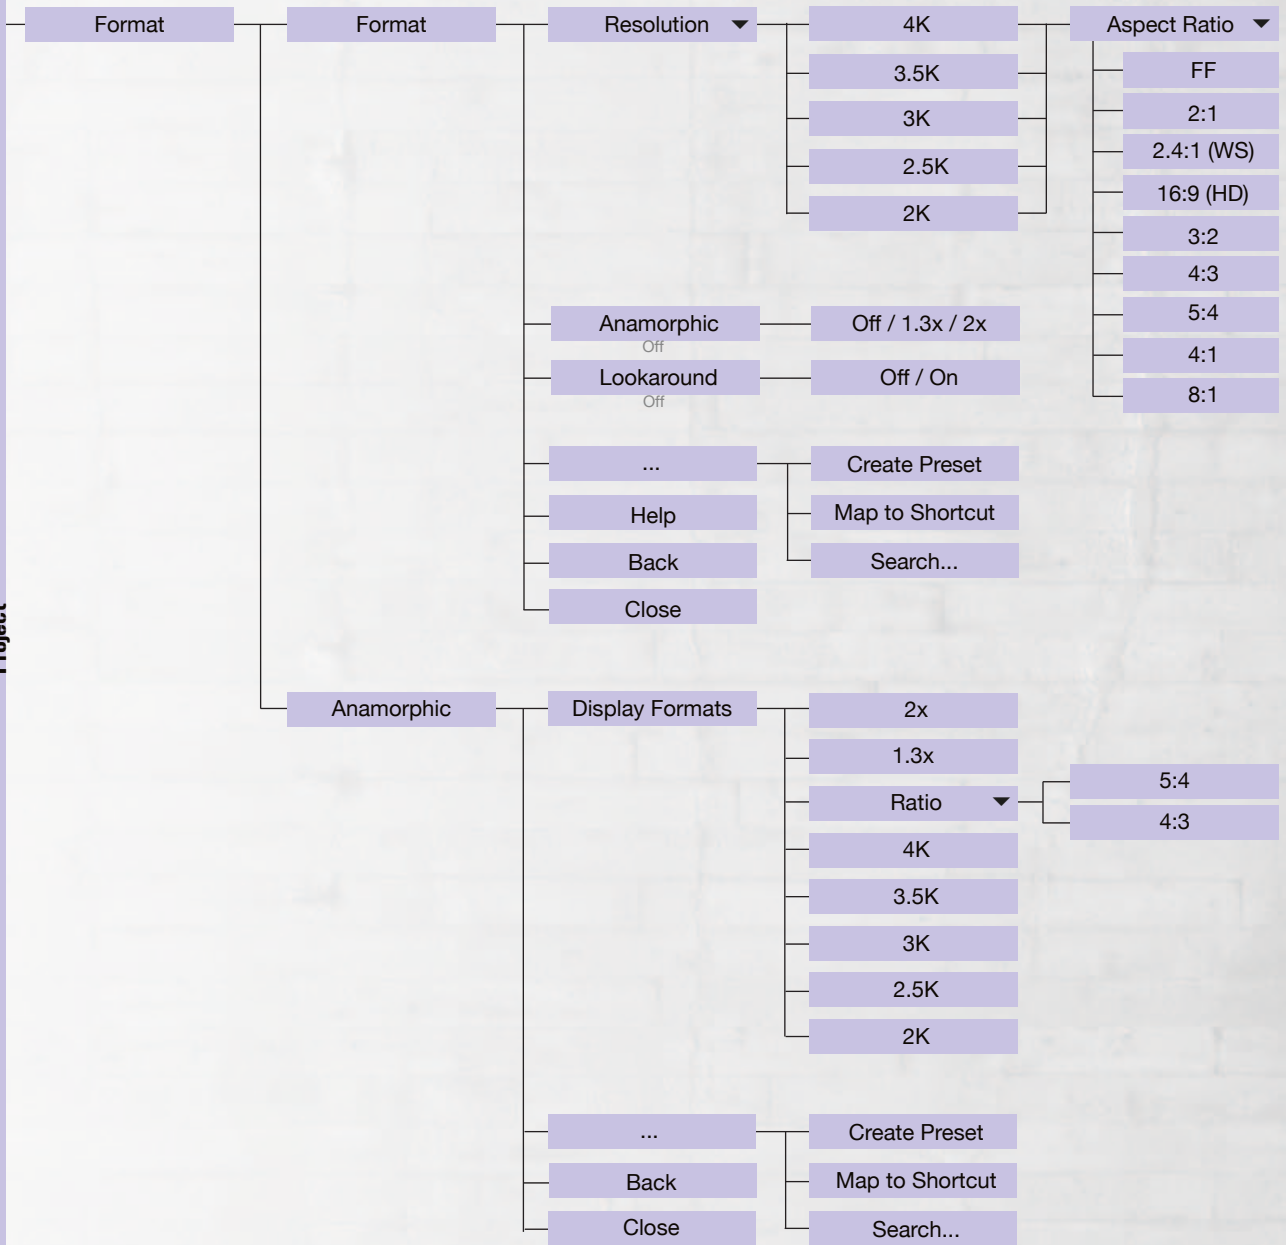 Format
Format
Resolution
4K
3.5K
3K
2.5K
2K
Aspect Ratio
FF
2:1
2.4:1 (WS)
16:9 (HD)
3:2
4:3
5:4
4:1
8:1
Anamorphic
Off
Off / 1.3x / 2x
Lookaround
Off
Off / On
...
Create Preset
Map to Shortcut
Search...
Help
Back
Close
Project
Anamorphic
Display Formats
2x
1.3x
Ratio
5:4
4:3
4K
3.5K
3K
2.5K
2K
...
Create Preset
Map to Shortcut
Search...
Back
Close